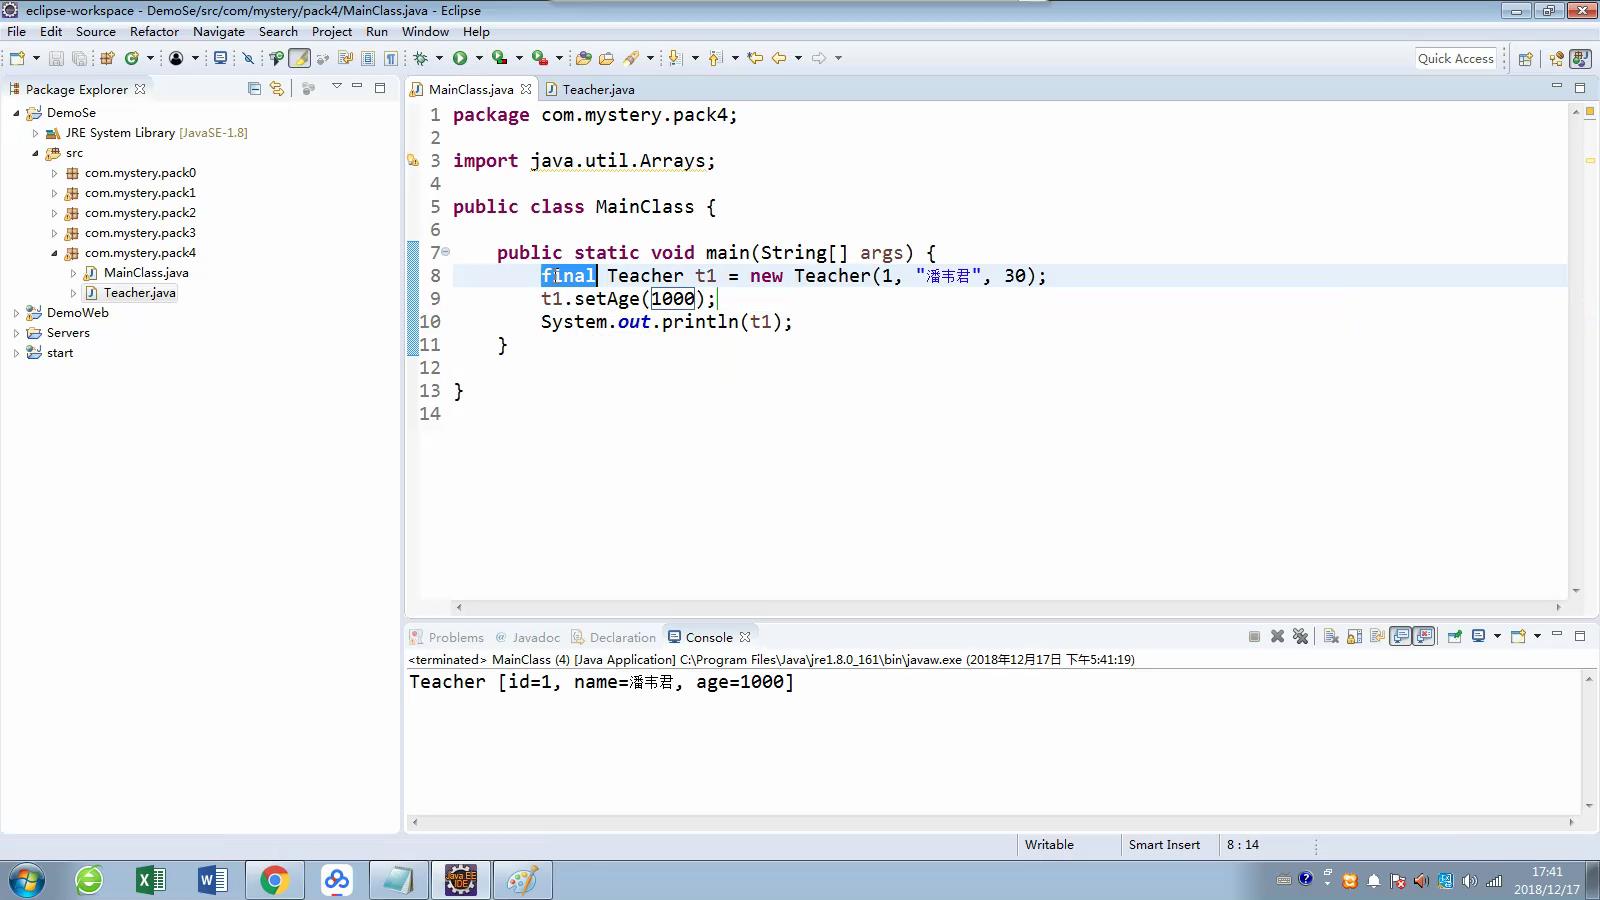 eclipse-workspace - DemoSe/src/com/mystery/pack4/MainClass.java - Eclipse
File Edit Source Refactor Navigate Search Project Run Window Help
Quick Access
Package Explorer
DemoSe
JRE System Library [JavaSE-1.8]
src
com.mystery.pack0
com.mystery.pack1
com.mystery.pack2
com.mystery.pack3
com.mystery.pack4
MainClass.java
Teacher.java
DemoWeb
Servers
start
MainClass.java Teacher.java
1 package com.mystery.pack4;
2
3 import java.util.Arrays;
4
5 public class MainClass {
6
7 public static void main(String[] args) {
8 final Teacher t1 = new Teacher(1, "潘韦君", 30);
9 t1.setAge(1000);
10 System.out.println(t1);
11 }
12
13 }
14
Problems @ Javadoc Declaration Console
<terminated> MainClass (4) [Java Application] C:\Program Files\Java\jre1.8.0_161\bin\javaw.exe (2018年12月17日 下午5:41:19)
Teacher [id=1, name=潘韦君, age=1000]
Writable Smart Insert 8 : 14
Java EE IDE
17:41
2018/12/17